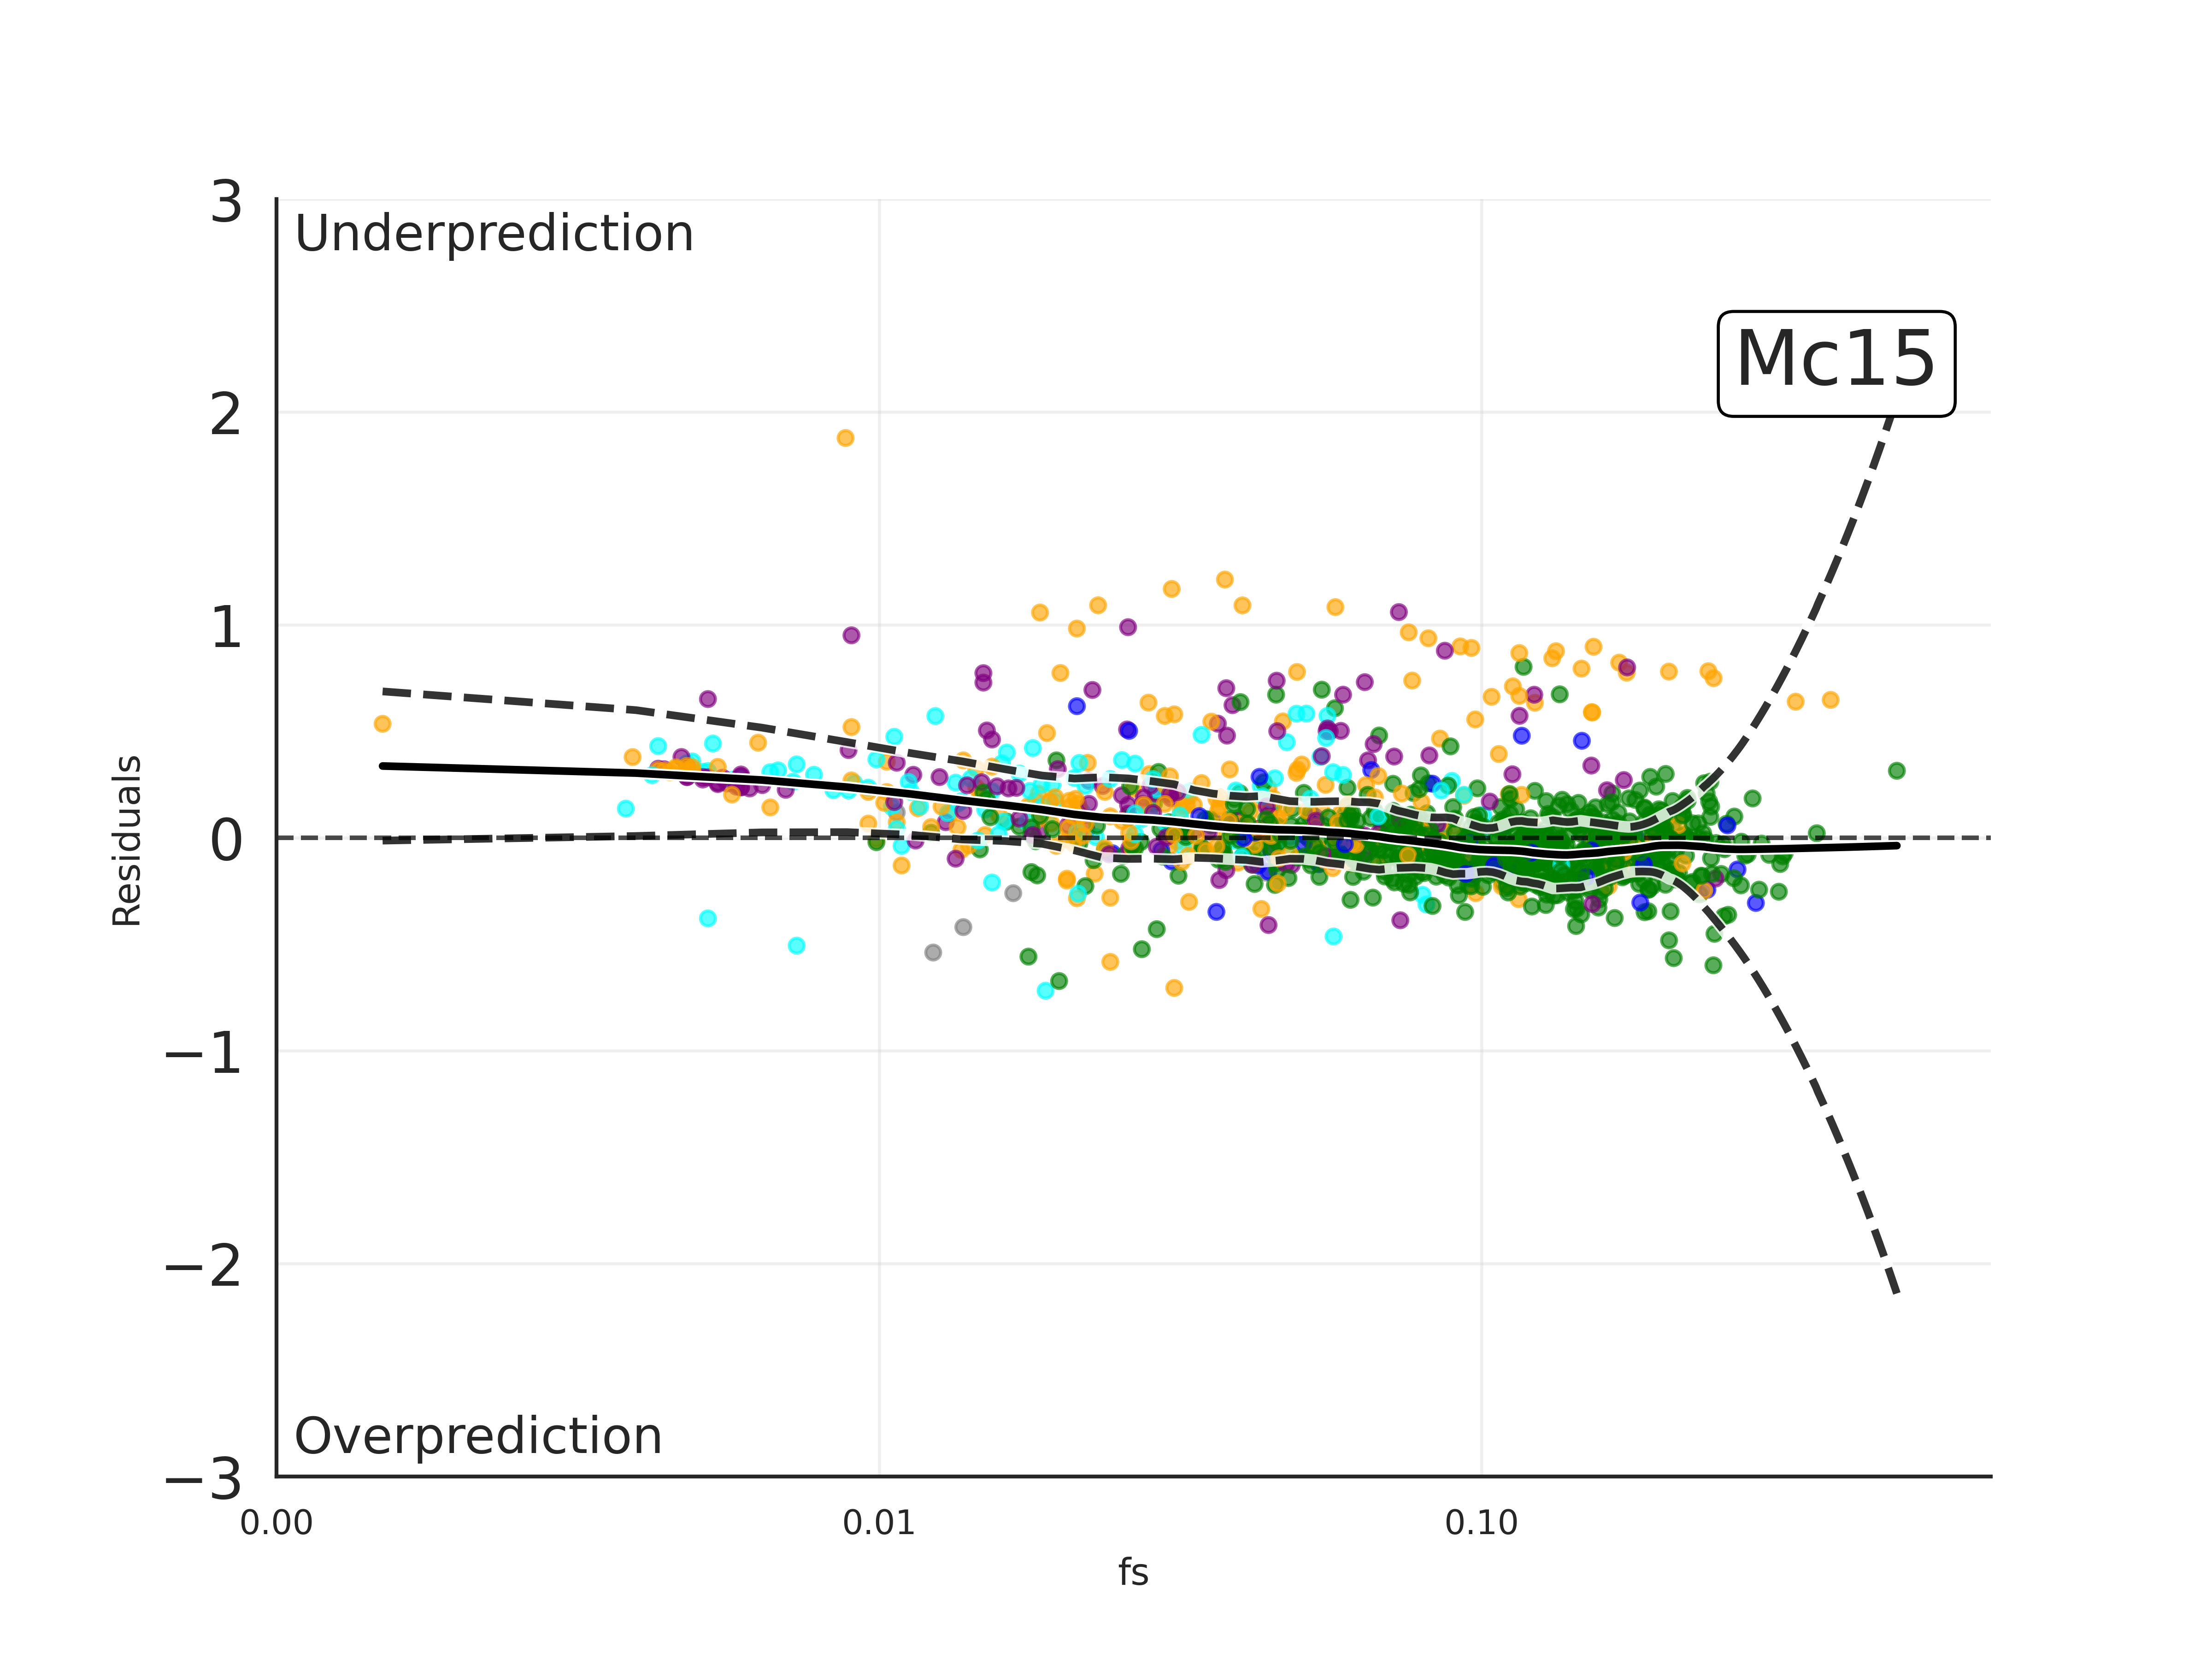 3
Underprediction
Mc15
2
1
0
Residuals
−1
−2
Overprediction
−3
0.00
0.01
0.10
fs